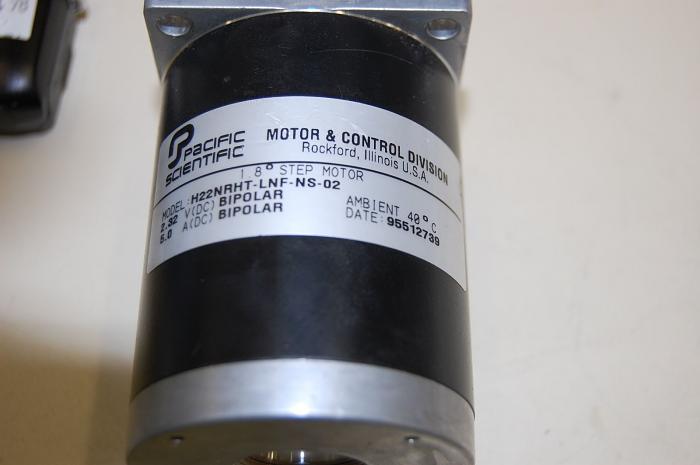 PACIFIC
SCIENTIFIC
MOTOR & CONTROL DIVISION
Rockford, Illinois U.S.A.
1.8° STEP MOTOR
MODEL: H22NRHT-LNF-NS-02
2.32 V(DC) BIPOLAR
5.0 A(DC) BIPOLAR
AMBIENT 40°C
DATE: 95512739
78